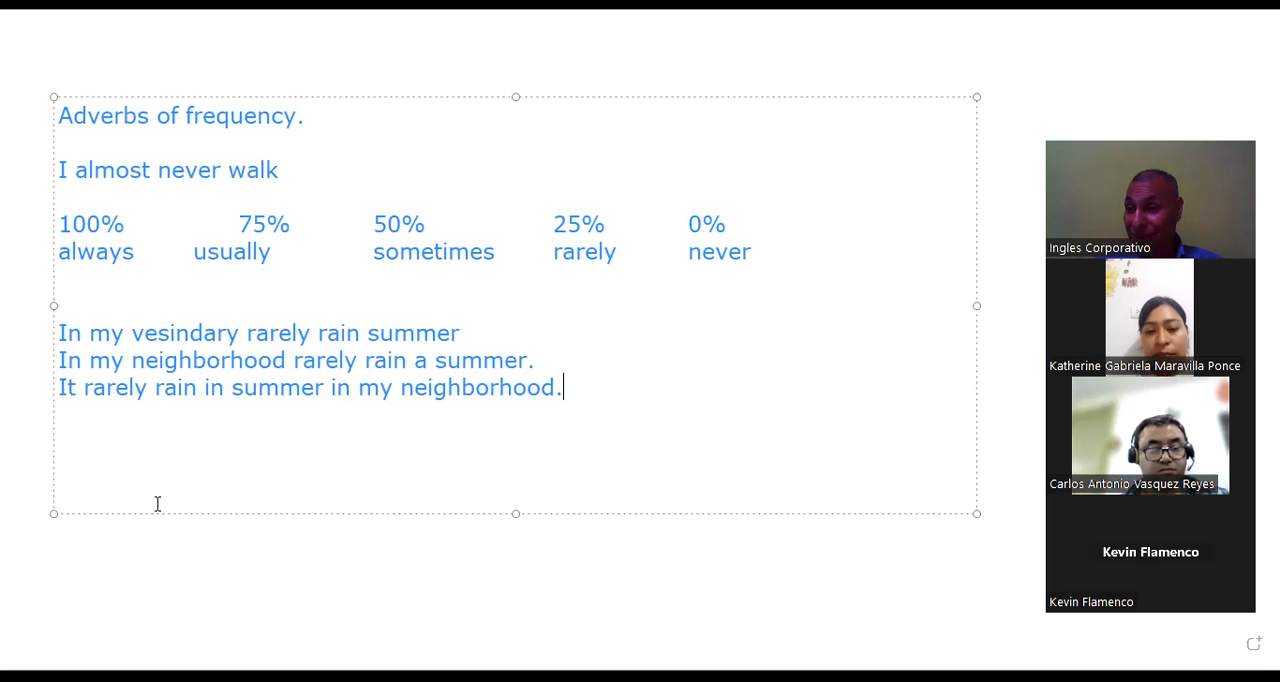 Adverbs of frequency.
I almost never walk
100% 75% 50% 25% 0%
always usually sometimes rarely never
In my vesindary rarely rain summer
In my neighborhood rarely rain a summer.
It rarely rain in summer in my neighborhood.
Ingles Corporativo
Katherine Gabriela Maravilla Ponce
Carlos Antonio Vasquez Reyes
Kevin Flamenco
Kevin Flamenco